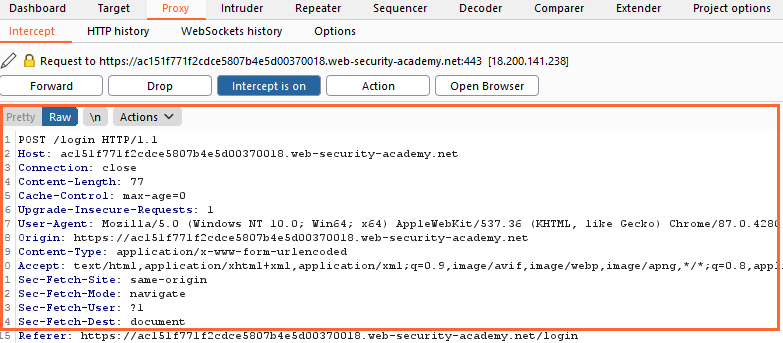 Dashboard Target Proxy Intruder Repeater Sequencer Decoder Comparer Extender Project options
Intercept HTTP history WebSockets history Options
Request to https://ac151f771f2cdce5807b4e5d00370018.web-security-academy.net:443 [18.200.141.238]
Forward Drop Intercept is on Action Open Browser
Pretty Raw \n Actions
1 POST /login HTTP/1.1
2 Host: ac151f771f2cdce5807b4e5d00370018.web-security-academy.net
3 Connection: close
4 Content-Length: 77
5 Cache-Control: max-age=0
6 Upgrade-Insecure-Requests: 1
7 User-Agent: Mozilla/5.0 (Windows NT 10.0; Win64; x64) AppleWebKit/537.36 (KHTML, like Gecko) Chrome/87.0.4280
8 Origin: https://ac151f771f2cdce5807b4e5d00370018.web-security-academy.net
9 Content-Type: application/x-www-form-urlencoded
0 Accept: text/html,application/xhtml+xml,application/xml;q=0.9,image/avif,image/webp,image/apng,*/*;q=0.8,appl
1 Sec-Fetch-Site: same-origin
2 Sec-Fetch-Mode: navigate
3 Sec-Fetch-User: ?1
4 Sec-Fetch-Dest: document
15 Referer: https://ac151f771f2cdce5807b4e5d00370018.web-security-academy.net/login